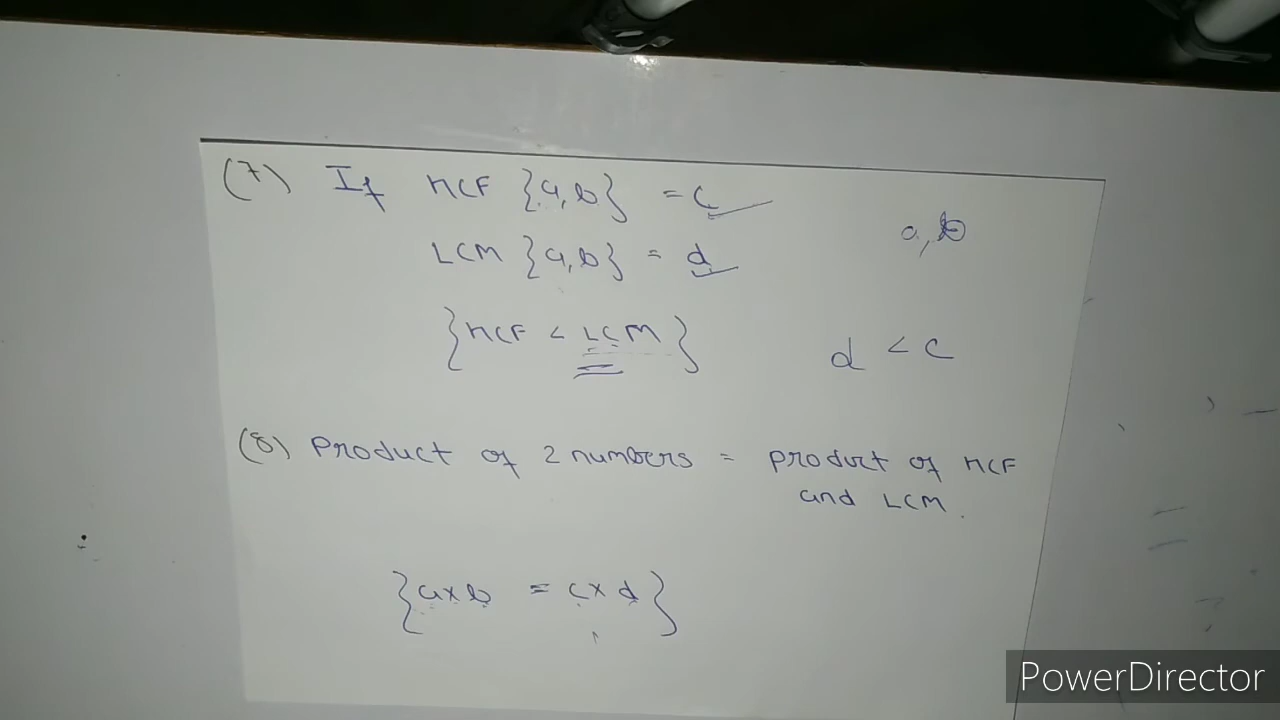 (7) If HCF {a,b} = c
a, b
LCM {a,b} = d
{HCF < LCM}
d < c
(8) Product of 2 numbers = product of HCF
and LCM.
{a×b = c×d}
PowerDirector